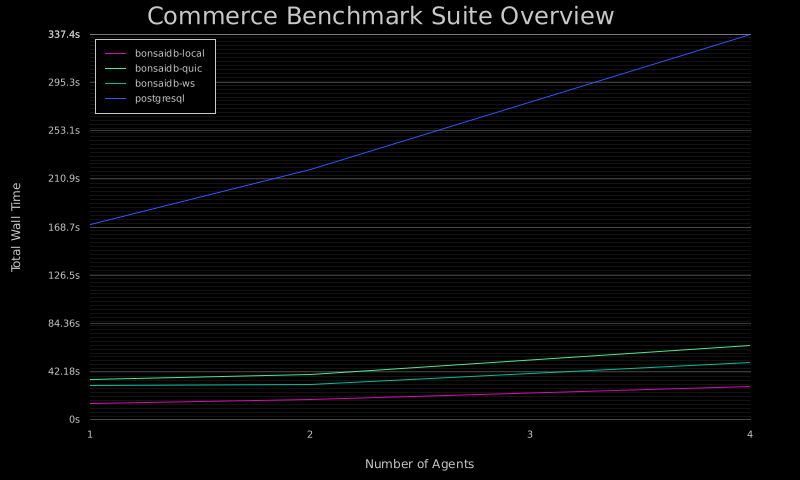 Commerce Benchmark Suite Overview
337.4s
bonsaidb-local
bonsaidb-quic
bonsaidb-ws
postgresql
295.3s
253.1s
210.9s
168.7s
126.5s
84.36s
42.18s
0s
Total Wall Time
1
2
3
4
Number of Agents